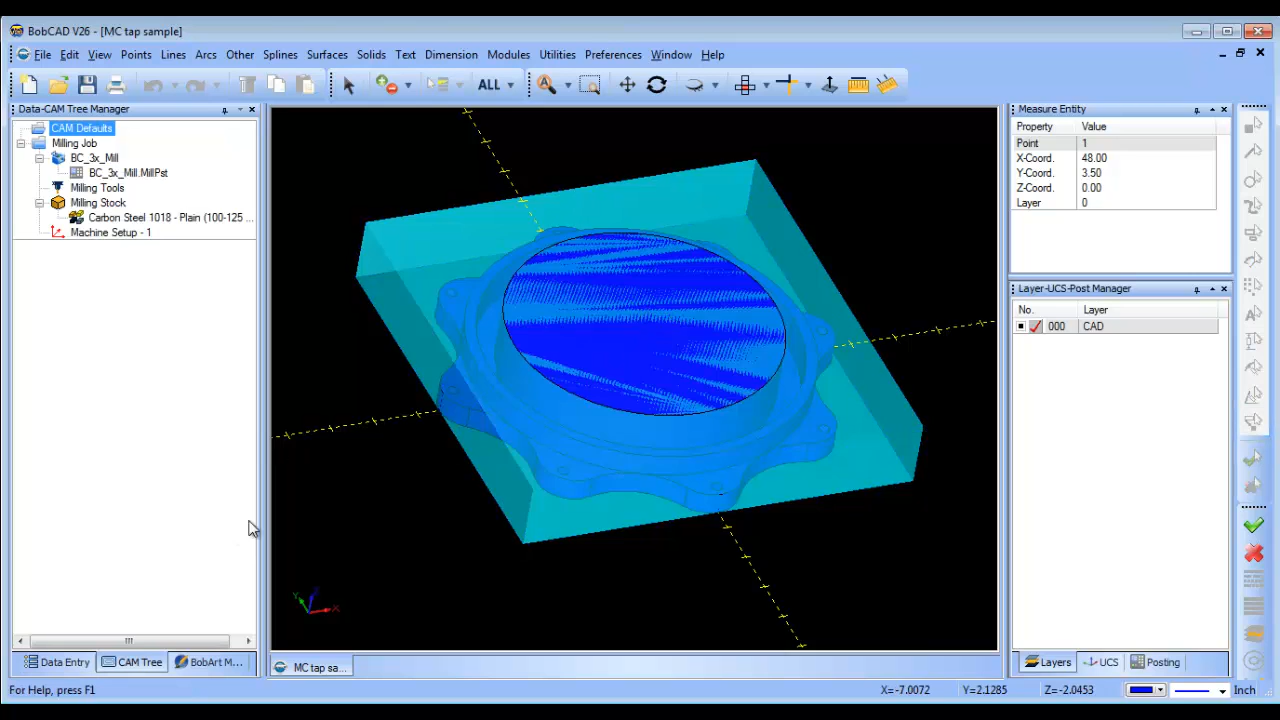 BobCAD V26 - [MC tap sample]
File Edit View Points Lines Arcs Other Splines Surfaces Solids Text Dimension Modules Utilities Preferences Window Help
ALL
Data-CAM Tree Manager
CAM Defaults
Milling Job
BC_3x_Mill
BC_3x_Mill.MillPst
Milling Tools
Milling Stock
Carbon Steel 1018 - Plain (100-125 ...
Machine Setup - 1
Data Entry CAM Tree BobArt M...
MC tap sa...
Y X
Measure Entity
Property Value
Point 1
X-Coord. 48.00
Y-Coord. 3.50
Z-Coord. 0.00
Layer 0
Layer-UCS-Post Manager
No. Layer
000 CAD
Layers UCS Posting
For Help, press F1 X=-7.0072 Y=2.1285 Z=-2.0453 Inch